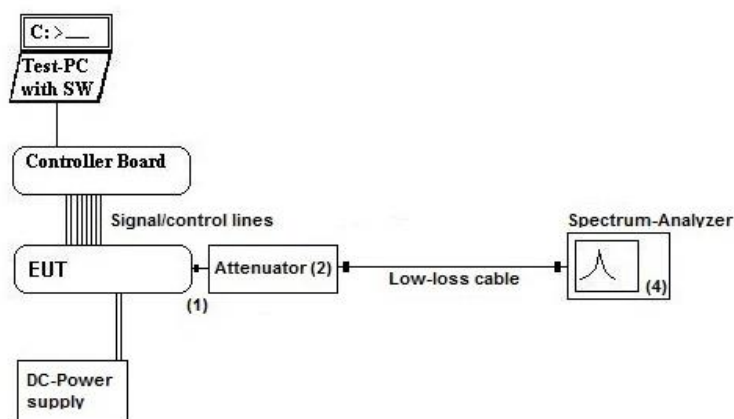 C: >__
Test-PC
with SW
Controller Board
Signal/control lines
Spectrum-Analyzer
EUT
Attenuator (2)
Low-loss cable
(4)
(1)
DC-Power
supply